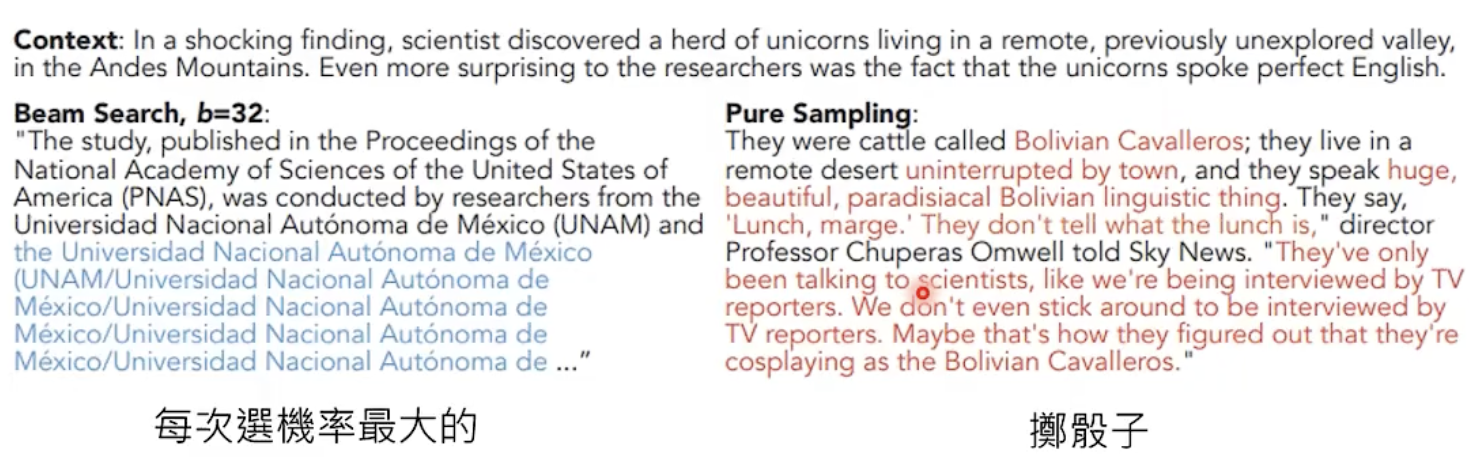 Context: In a shocking finding, scientist discovered a herd of unicorns living in a remote, previously unexplored valley,
in the Andes Mountains. Even more surprising to the researchers was the fact that the unicorns spoke perfect English.
Beam Search, b=32:
"The study, published in the Proceedings of the
National Academy of Sciences of the United States of
America (PNAS), was conducted by researchers from the
Universidad Nacional Autónoma de México (UNAM) and
the Universidad Nacional Autónoma de México
(UNAM/Universidad Nacional Autónoma de
México/Universidad Nacional Autónoma de
México/Universidad Nacional Autónoma de
México/Universidad Nacional Autónoma de ..."
每次選機率最大的
Pure Sampling:
They were cattle called Bolivian Cavalleros; they live in a
remote desert uninterrupted by town, and they speak huge,
beautiful, paradisiacal Bolivian linguistic thing. They say,
'Lunch, marge.' They don't tell what the lunch is," director
Professor Chuperas Omwell told Sky News. "They've only
been talking to scientists, like we're being interviewed by TV
reporters. We don't even stick around to be interviewed by
TV reporters. Maybe that's how they figured out that they're
cosplaying as the Bolivian Cavalleros."
擲骰子